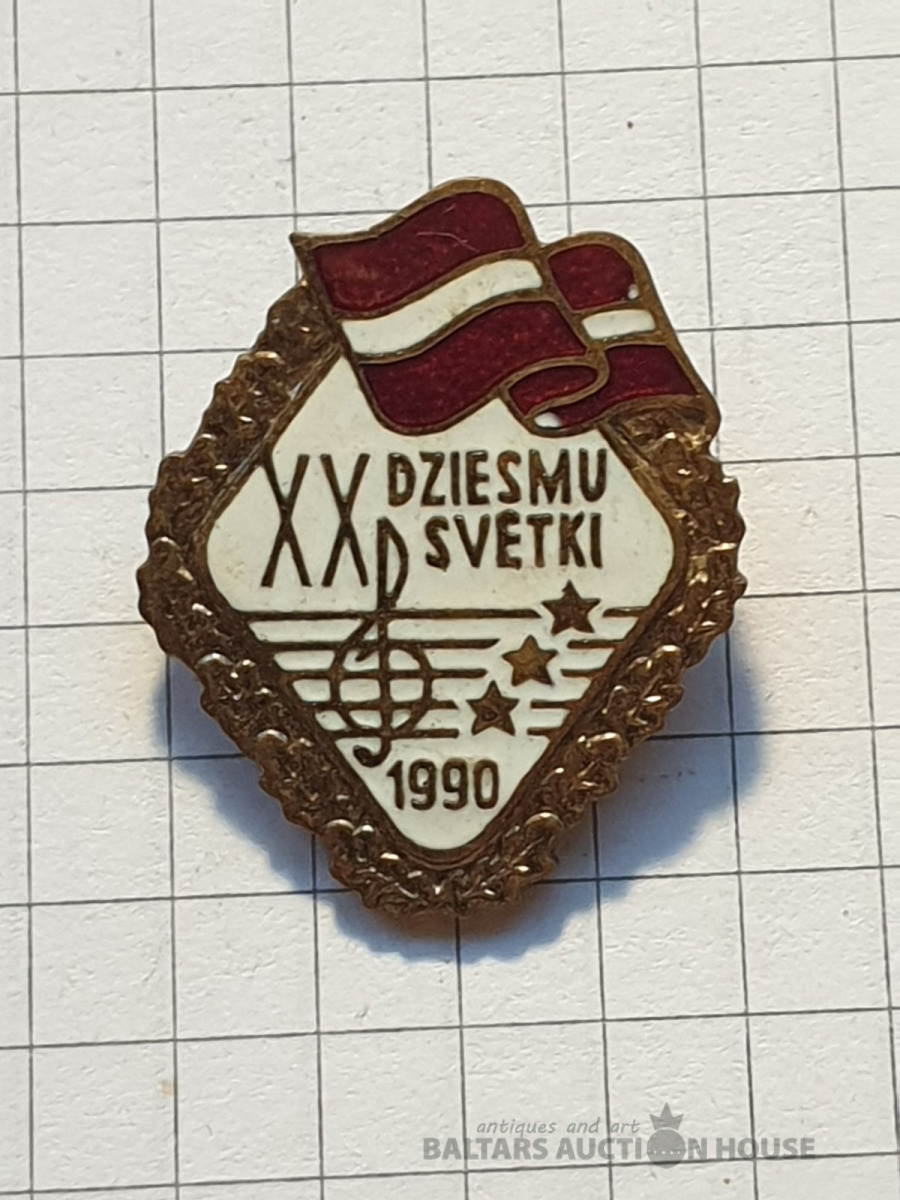 XX DZIESMU
SVĒTKI
1990
antiques and art
BALTARS AUCTION HOUSE